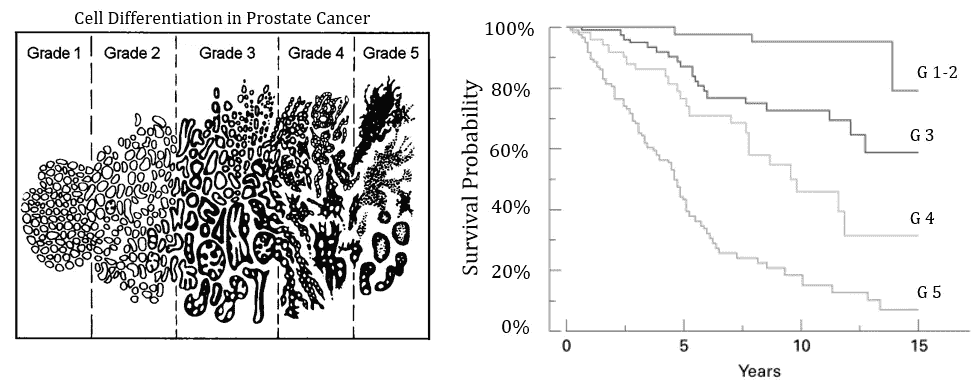 Cell Differentiation in Prostate Cancer
Grade 1 Grade 2 Grade 3 Grade 4 Grade 5
Survival Probability
100%
80%
60%
40%
20%
0%
G 1-2
G 3
G 4
G 5
0 5 10 15
Years